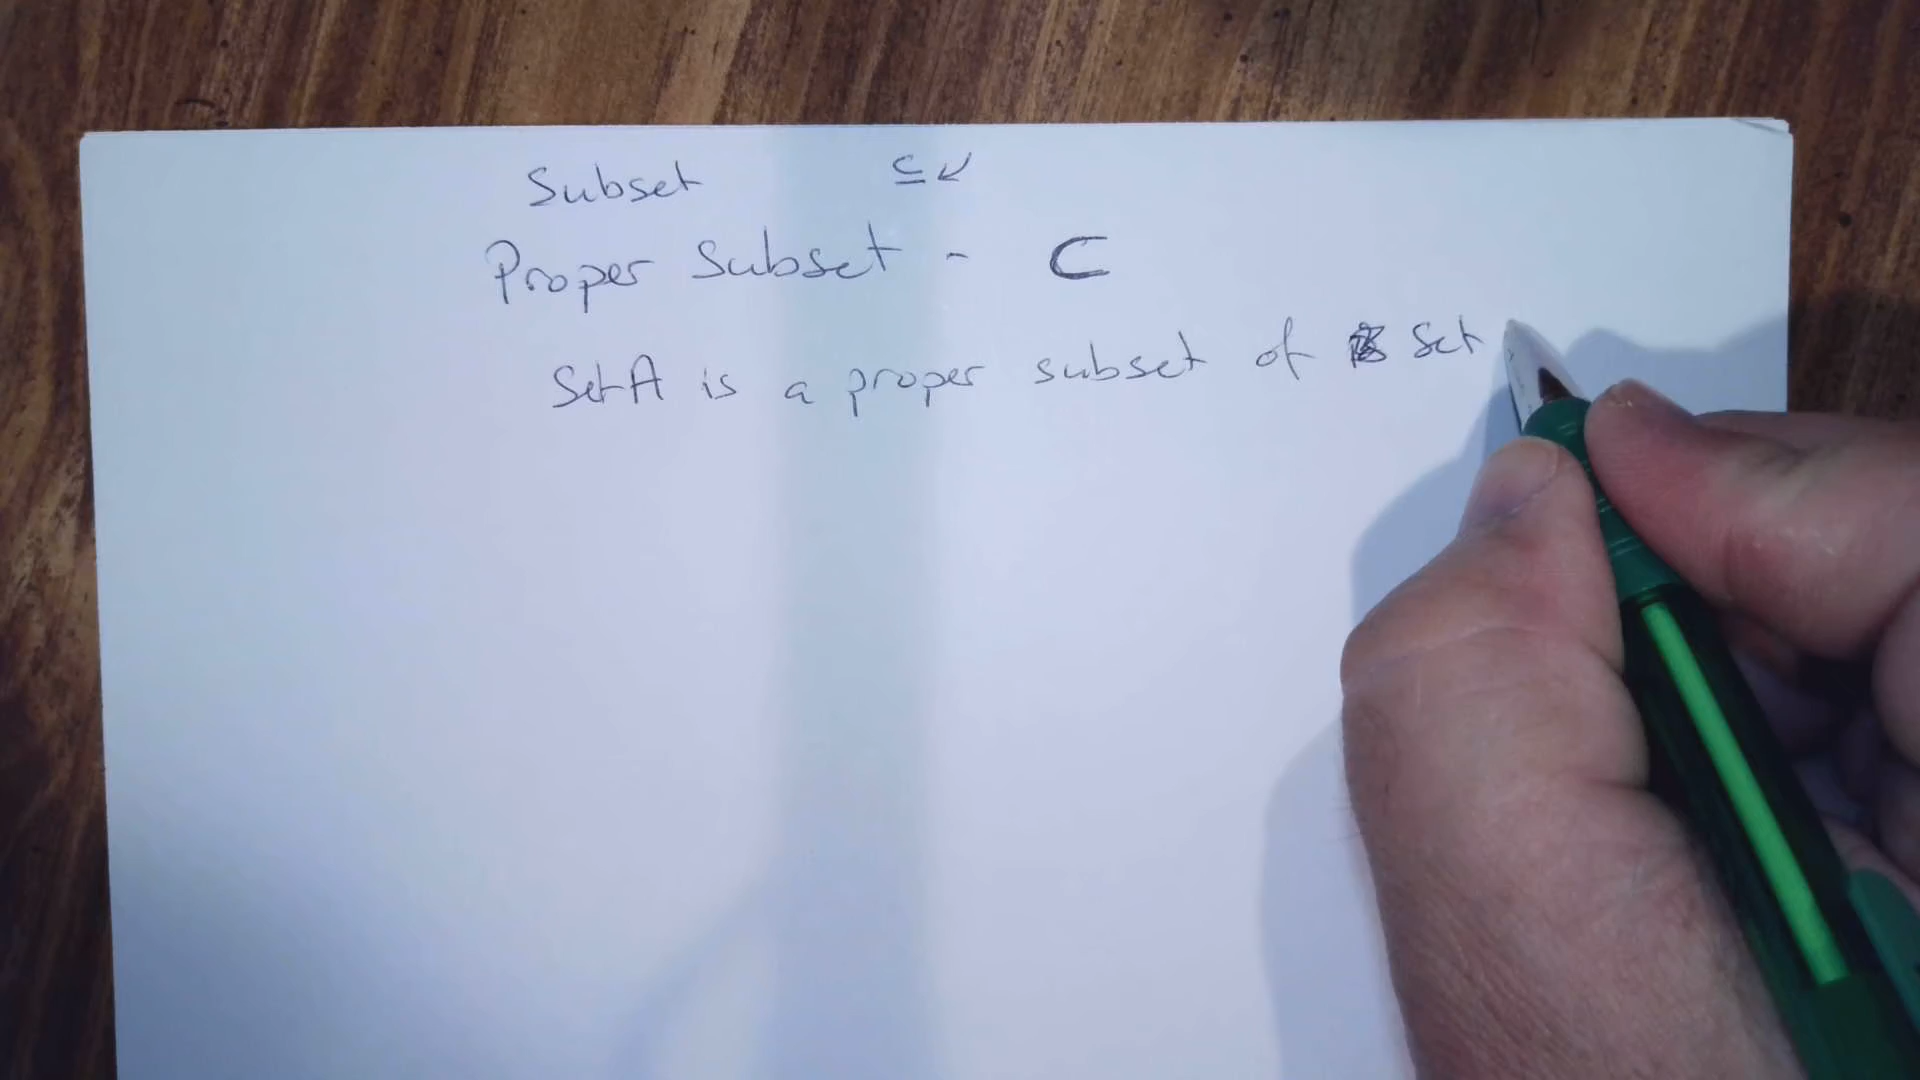 Subset ⊆ ↙
Proper Subset - ⊂
Set A is a proper subset of Set